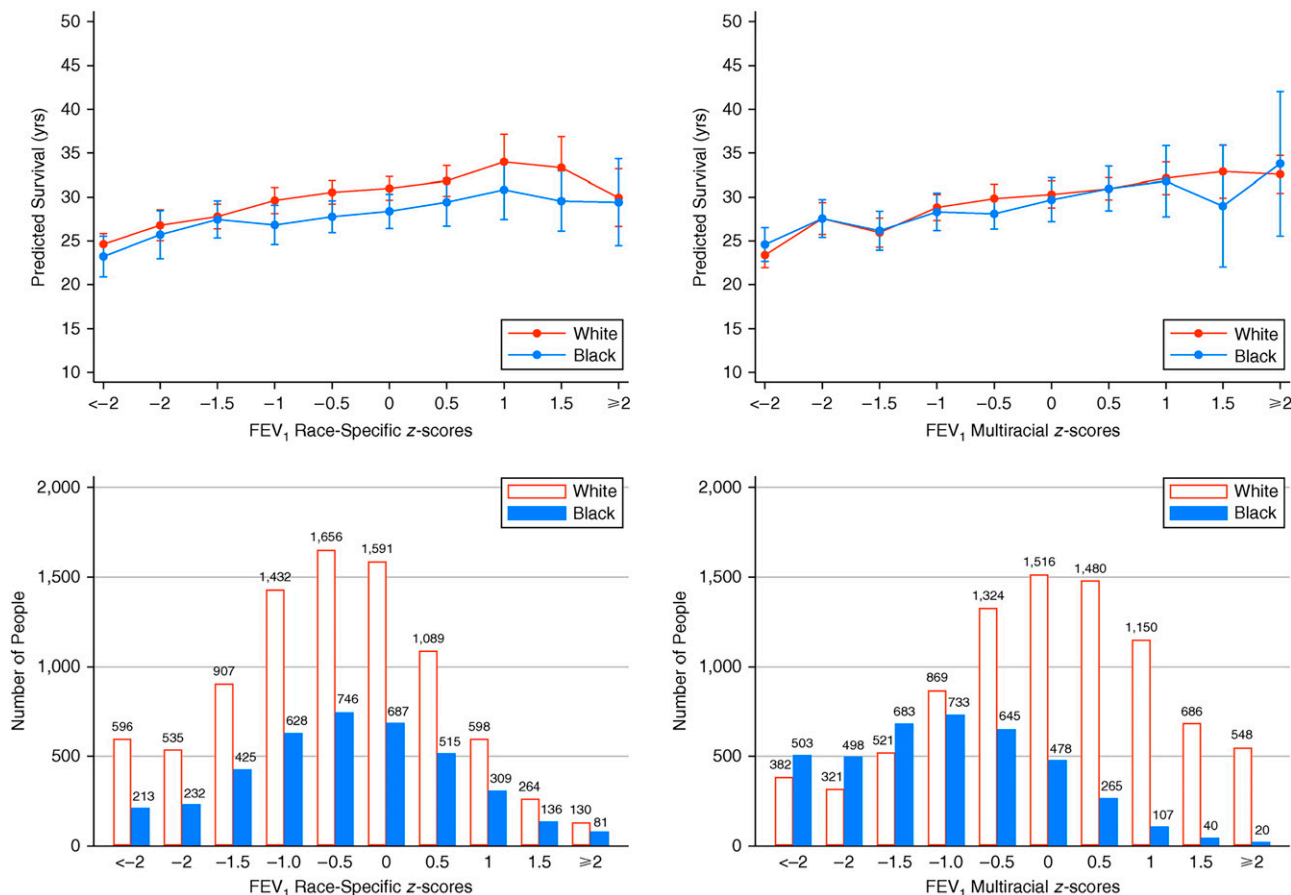 50
45
40
35
30
25
20
15
10
Predicted Survival (yrs)
White
Black
<−2 −2 −1.5 −1 −0.5 0 0.5 1 1.5 ⩾2
FEV1 Race-Specific z-scores
50
45
40
35
30
25
20
15
10
Predicted Survival (yrs)
White
Black
<−2 −2 −1.5 −1 −0.5 0 0.5 1 1.5 ⩾2
FEV1 Multiracial z-scores
2,000
1,500
1,000
500
0
Number of People
White
Black
596 213 535 232 907 425 1,432 628 1,656 746 1,591 687 1,089 515 598 309 264 136 130 81
<−2 −2 −1.5 −1.0 −0.5 0 0.5 1 1.5 ⩾2
FEV1 Race-Specific z-scores
2,000
1,500
1,000
500
0
Number of People
White
Black
382 503 321 498 521 683 869 733 1,324 645 1,516 478 1,480 265 1,150 107 686 40 548 20
<−2 −2 −1.5 −1.0 −0.5 0 0.5 1 1.5 ⩾2
FEV1 Multiracial z-scores